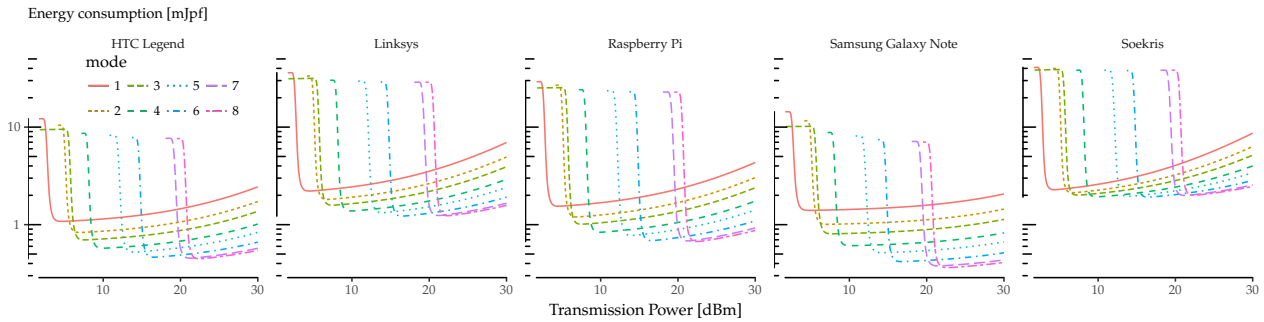 Energy consumption [mJpf]
HTC Legend
Linksys
Raspberry Pi
Samsung Galaxy Note
Soekris
mode
1 3 5 7
2 4 6 8
10
1
10 20 30
10 20 30
10 20 30
10 20 30
10 20 30
Transmission Power [dBm]